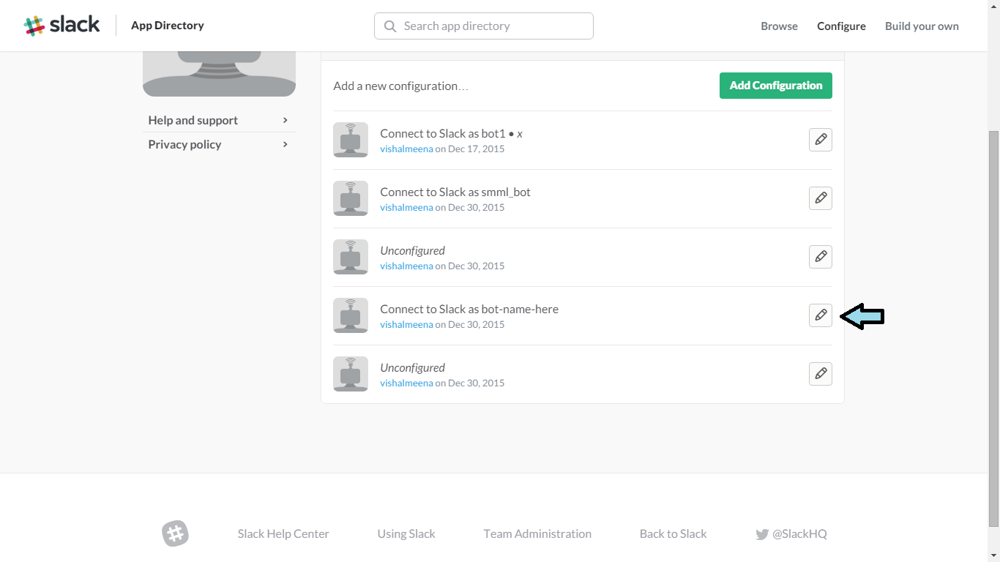 slack
App Directory
Search app directory
Browse
Configure
Build your own
Help and support
Privacy policy
Add a new configuration…
Add Configuration
Connect to Slack as bot1 • x
vishalmeena on Dec 17, 2015
Connect to Slack as smml_bot
vishalmeena on Dec 30, 2015
Unconfigured
vishalmeena on Dec 30, 2015
Connect to Slack as bot-name-here
vishalmeena on Dec 30, 2015
Unconfigured
vishalmeena on Dec 30, 2015
Slack Help Center
Using Slack
Team Administration
Back to Slack
@SlackHQ